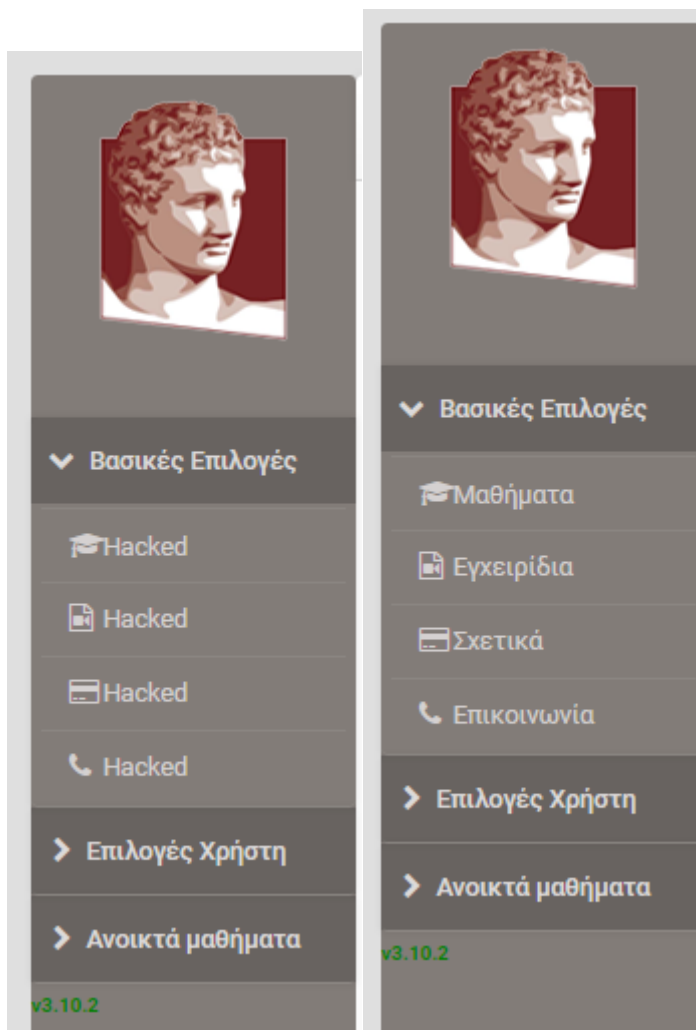 Βασικές Επιλογές
Hacked
Hacked
Hacked
Hacked
Επιλογές Χρήστη
Ανοικτά μαθήματα
v3.10.2
Βασικές Επιλογές
Μαθήματα
Εγχειρίδια
Σχετικά
Επικοινωνία
Επιλογές Χρήστη
Ανοικτά μαθήματα
v3.10.2